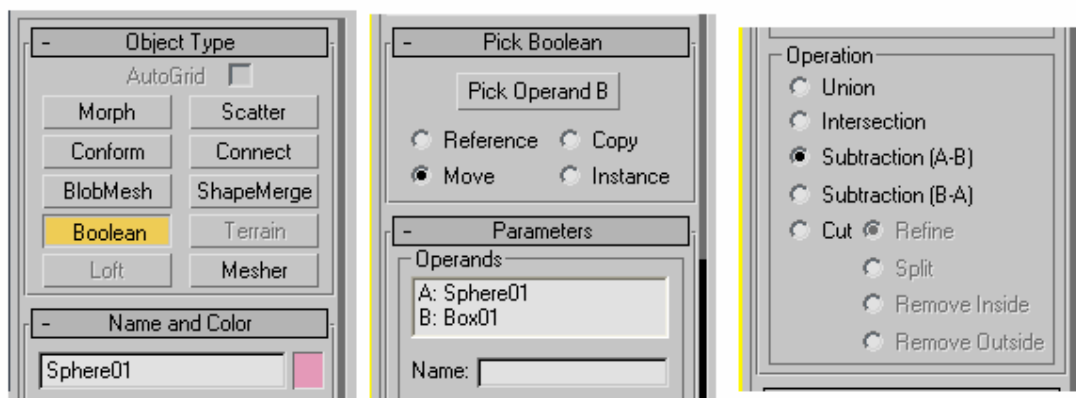 - Object Type
AutoGrid
Morph Scatter
Conform Connect
BlobMesh ShapeMerge
Boolean Terrain
Loft Mesher
- Name and Color
Sphere01
- Pick Boolean
Pick Operand B
Reference Copy
Move Instance
- Parameters
Operands
A: Sphere01
B: Box01
Name:
Operation
Union
Intersection
Subtraction (A-B)
Subtraction (B-A)
Cut Refine
Split
Remove Inside
Remove Outside